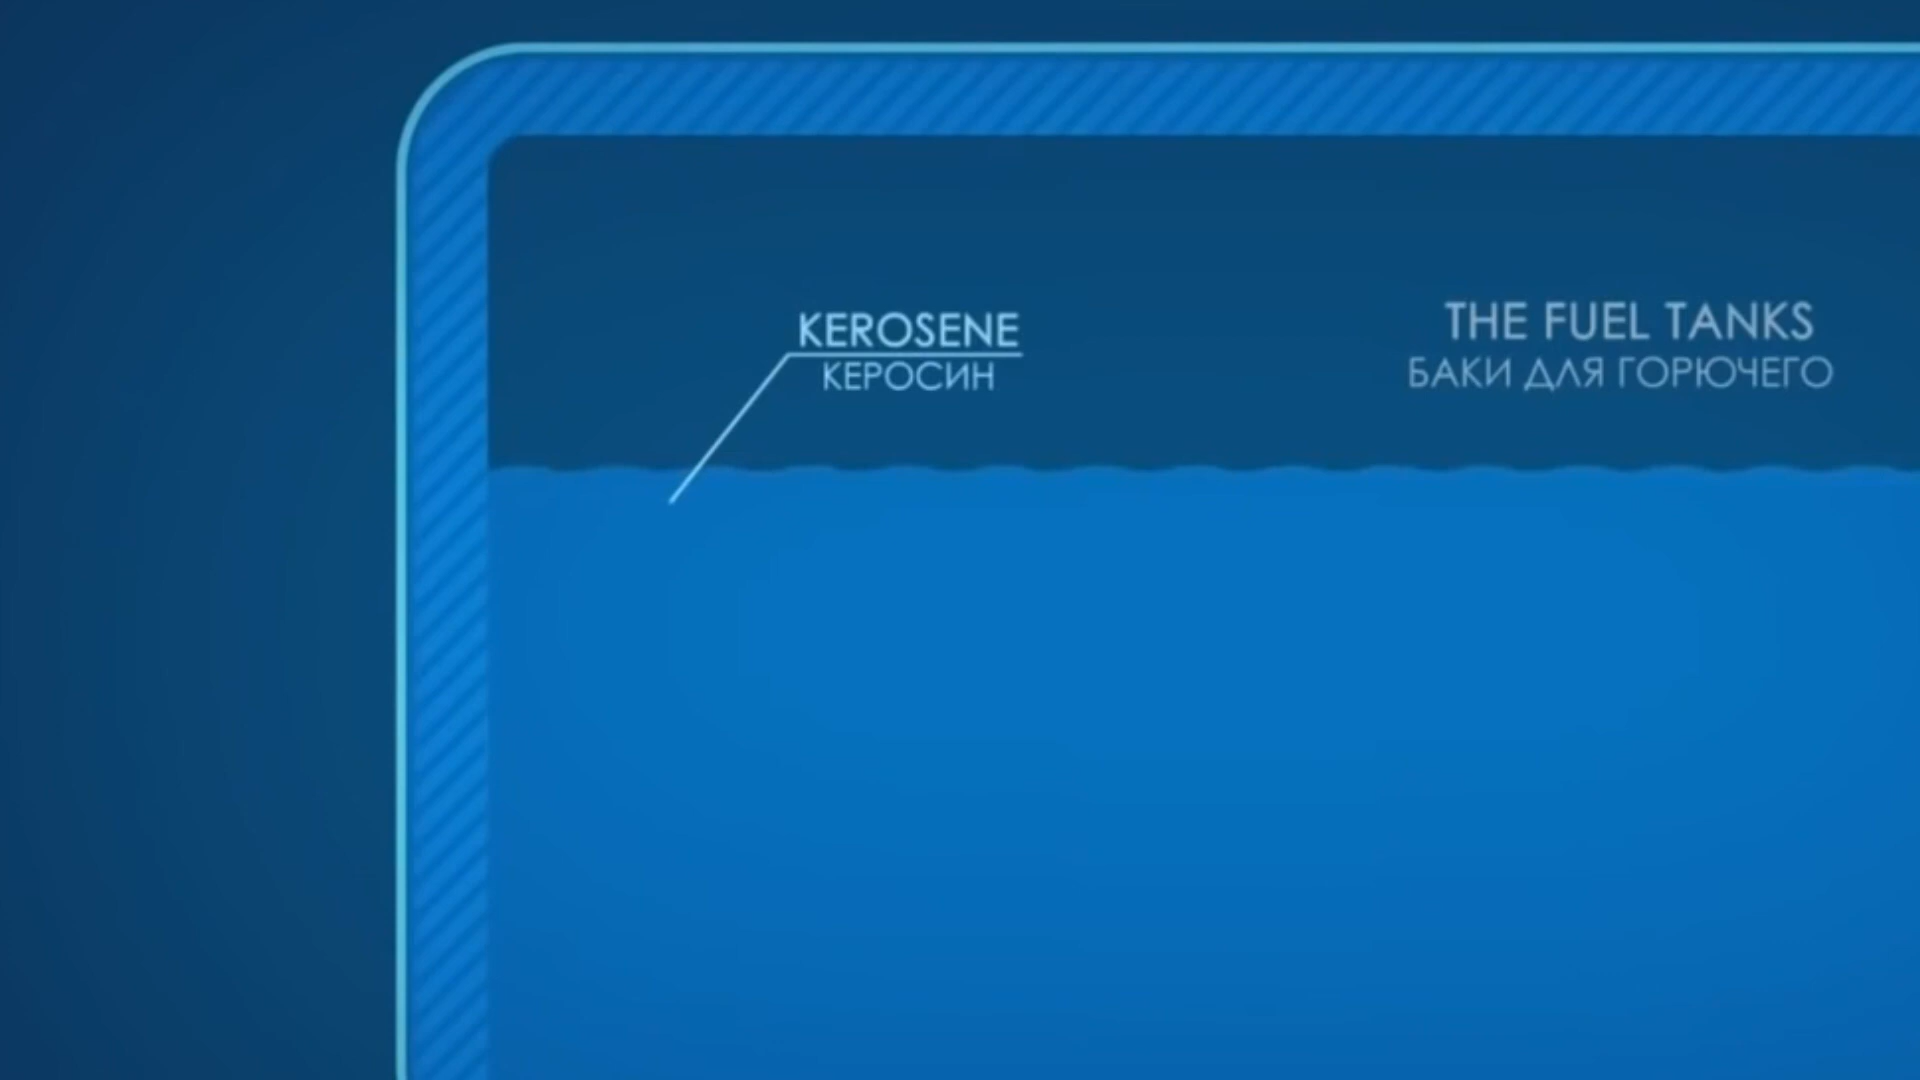 KEROSENE
КЕРОСИН
THE FUEL TANKS
БАКИ ДЛЯ ГОРЮЧЕГО